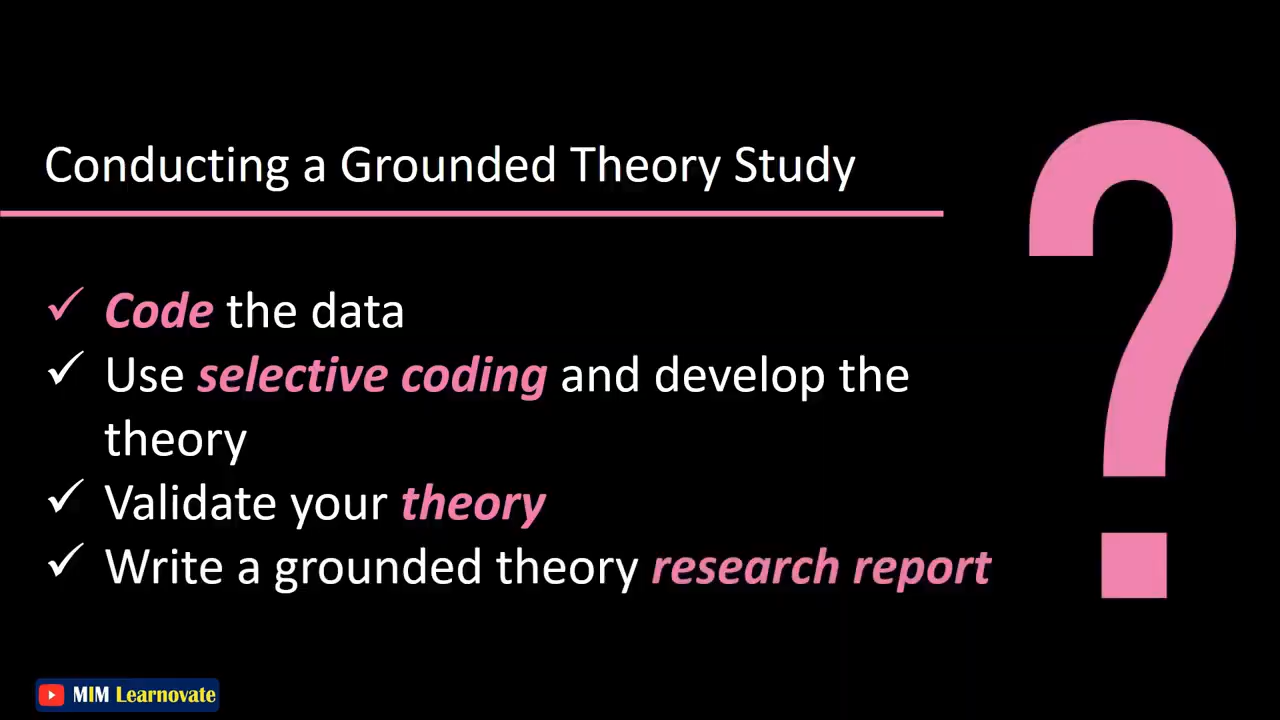 Conducting a Grounded Theory Study
✓ Code the data
✓ Use selective coding and develop the
theory
✓ Validate your theory
✓ Write a grounded theory research report
?
MIM Learnovate